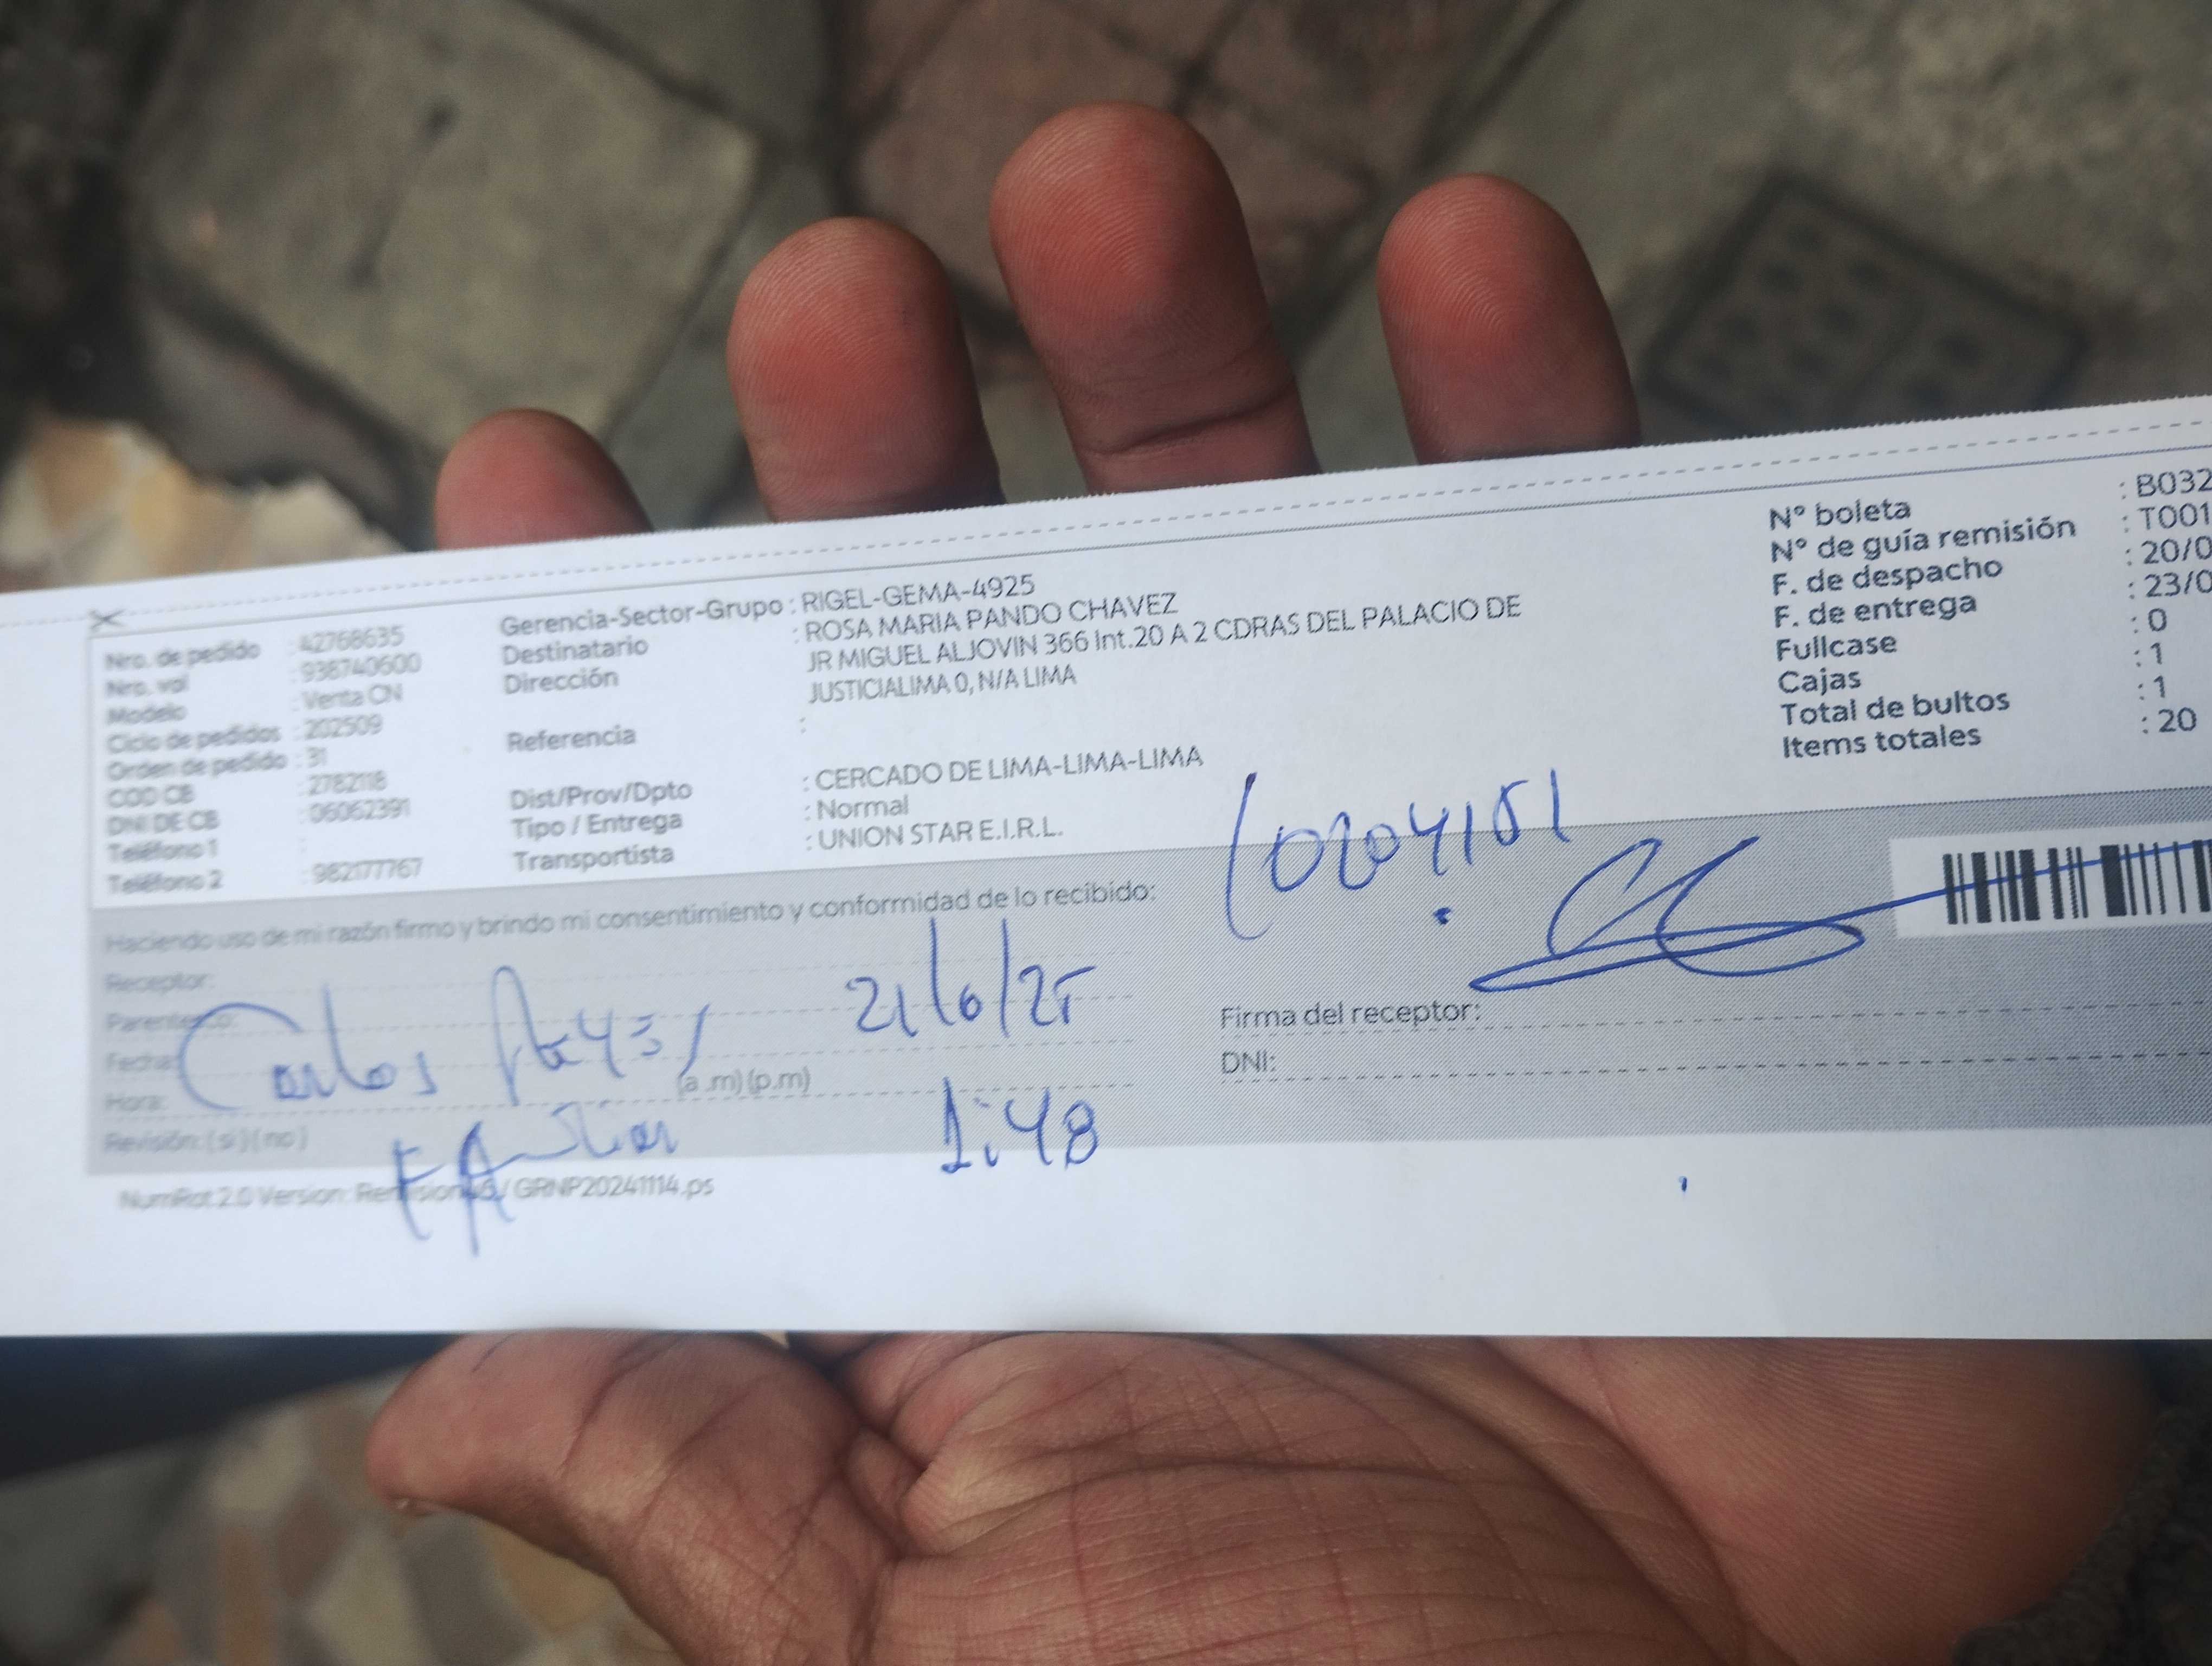 Nro. de pedido : 42768635
Nro. vol : 938740600
Modelo : Venta CN
Ciclo de pedidos : 202509
Orden de pedido : 31
COD CB : 2782118
DNI DE CB : 06062391
Teléfono 1 :
Teléfono 2 : 982177767
Gerencia-Sector-Grupo : RIGEL-GEMA-4925
Destinatario : ROSA MARIA PANDO CHAVEZ
Dirección JR MIGUEL ALJOVIN 366 Int.20 A 2 CDRAS DEL PALACIO DE
JUSTICIALIMA 0, N/A LIMA
Referencia :
Dist/Prov/Dpto : CERCADO DE LIMA-LIMA-LIMA
Tipo / Entrega : Normal
Transportista : UNION STAR E.I.R.L.
N° boleta : B032
N° de guía remisión : T001
F. de despacho : 20/0
F. de entrega : 23/0
Fullcase : 0
Cajas : 1
Total de bultos : 1
Items totales : 20
Haciendo uso de mi razón firmo y brindo mi consentimiento y conformidad de lo recibido:
Receptor:
Parentesco:
Fecha:
Carlos
21/6/25
Hora: (a.m) (p.m)
1:48
Revisión: ( si ) ( no )
Firma del receptor:
DNI:
NumRot 2.0 Version: / GRNP20241114.ps